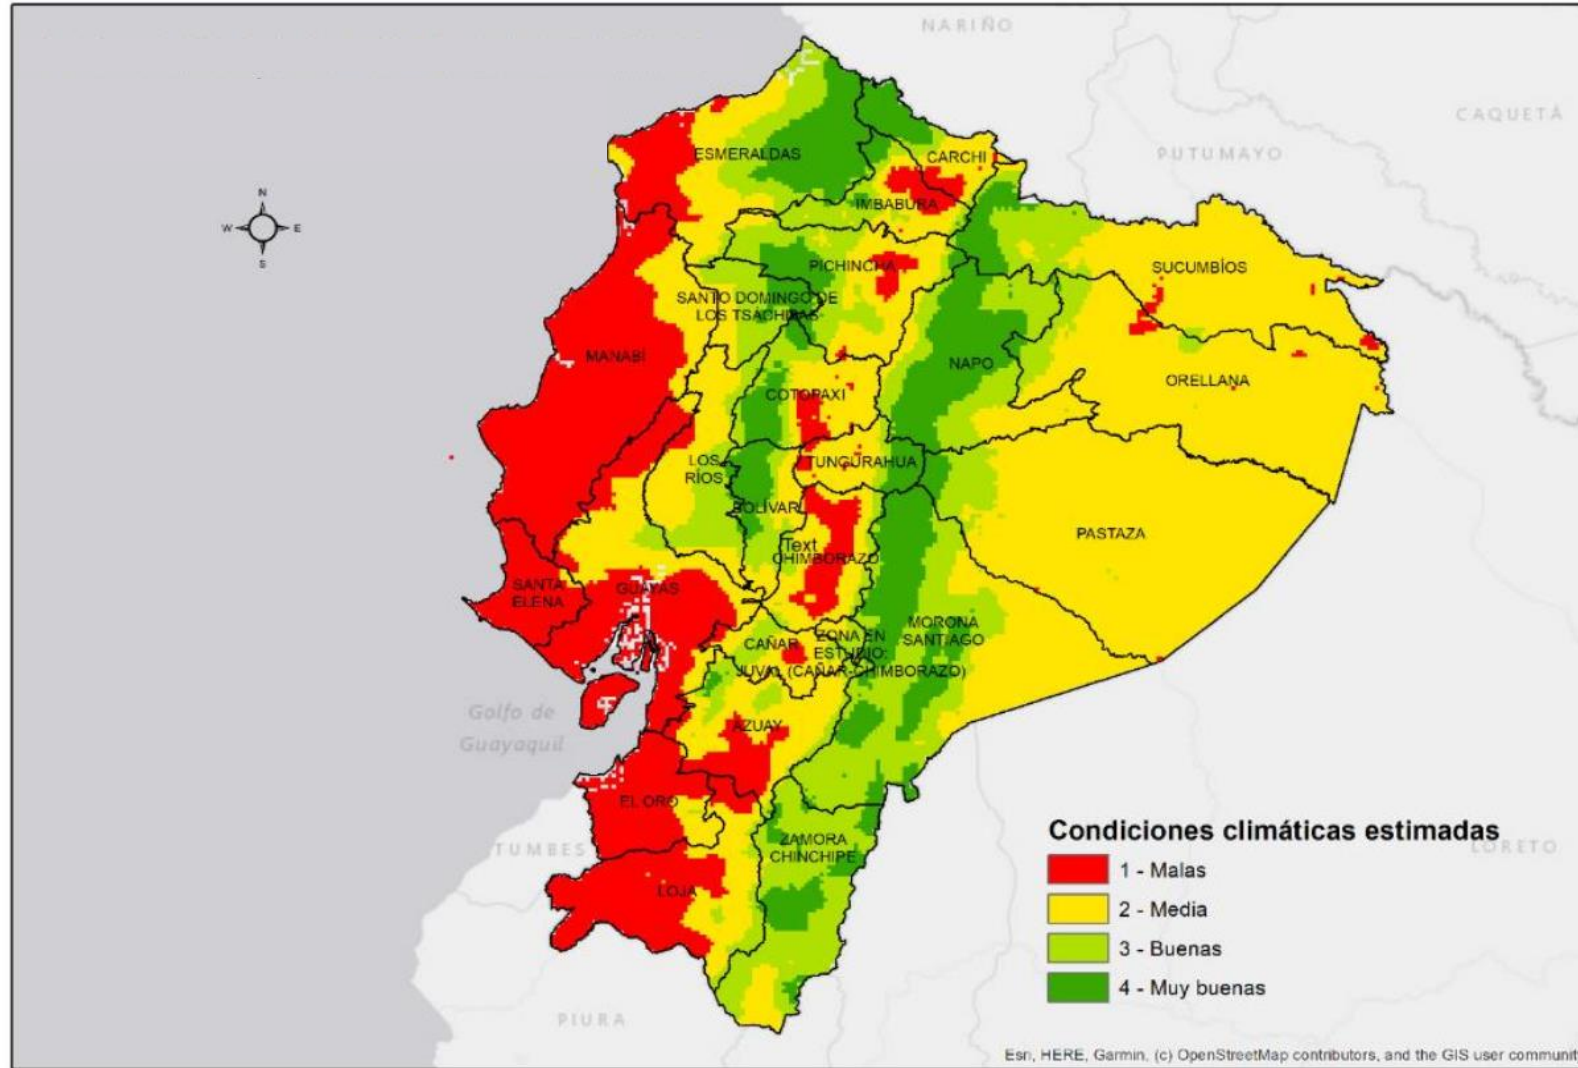 NARIÑO
CAQUETÁ
PUTUMAYO
ESMERALDAS
CARCHI
IMBABURA
N
W
E
S
PICHINCHA
SUCUMBÍOS
SANTO DOMINGO DE
LOS TSÁCHILAS
MANABÍ
NAPO
ORELLANA
COTOPAXI
LOS
RÍOS
TUNGURAHUA
BOLÍVAR
PASTAZA
Text
CHIMBORAZO
SANTA
ELENA
GUAYAS
MORONA
SANTIAGO
CAÑAR
ZONA EN
ESTUDIO:
JUVAL (CAÑAR-CHIMBORAZO)
Golfo de
Guayaquil
AZUAY
EL ORO
TUMBES
ZAMORA
CHINCHIPE
LOJA
LORETO
PIURA
Condiciones climáticas estimadas
1 - Malas
2 - Media
3 - Buenas
4 - Muy buenas
Esri, HERE, Garmin, (c) OpenStreetMap contributors, and the GIS user community